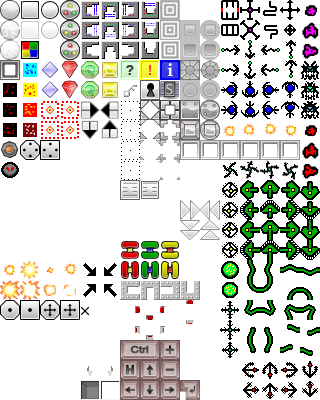 ? ! i
S
Ctrl +
H ↑ −
← ↓ →